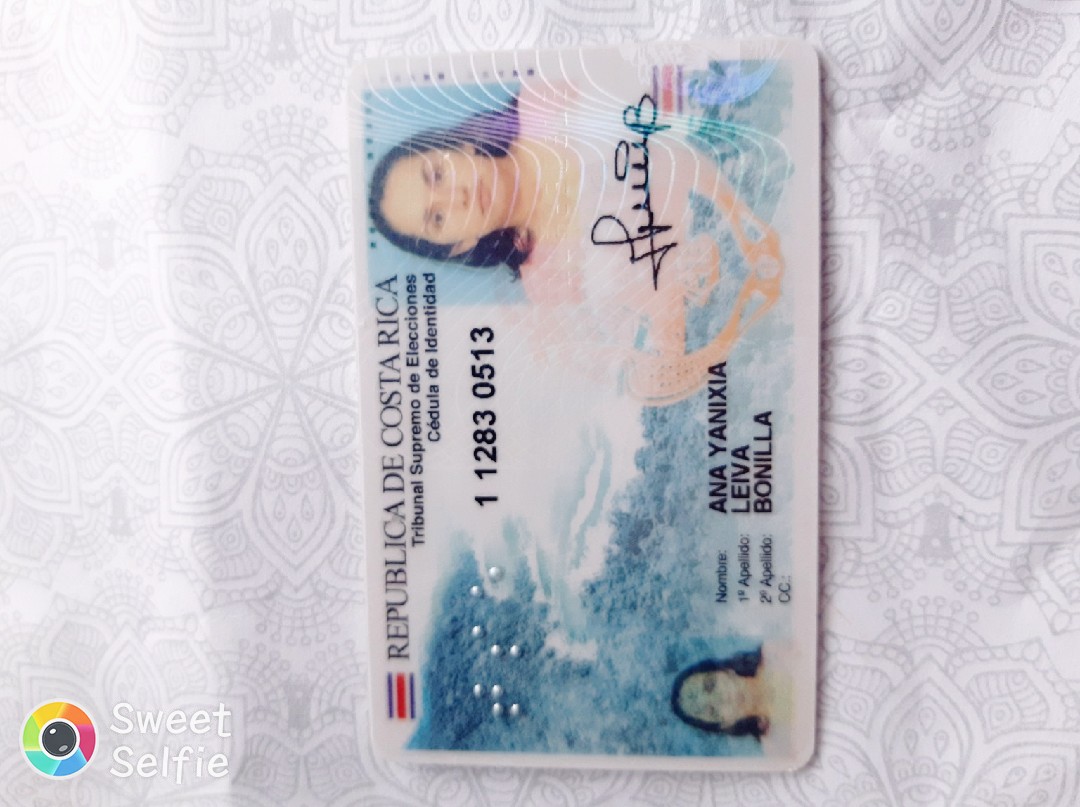 REPUBLICA DE COSTA RICA
Tribunal Supremo de Elecciones
Cédula de Identidad
1 1283 0513
Nombre: ANA YANIXIA
1º Apellido: LEIVA
2º Apellido: BONILLA
CC.:
Sweet
Selfie